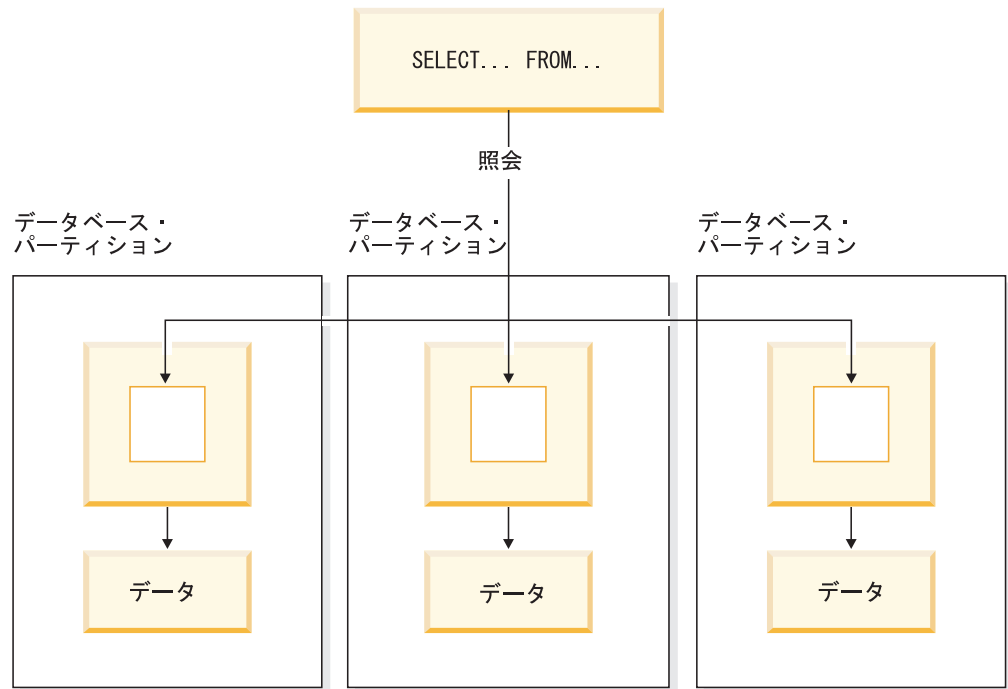 SELECT... FROM...
照会
データベース・
パーティション
データベース・
パーティション
データベース・
パーティション
データ
データ
データ